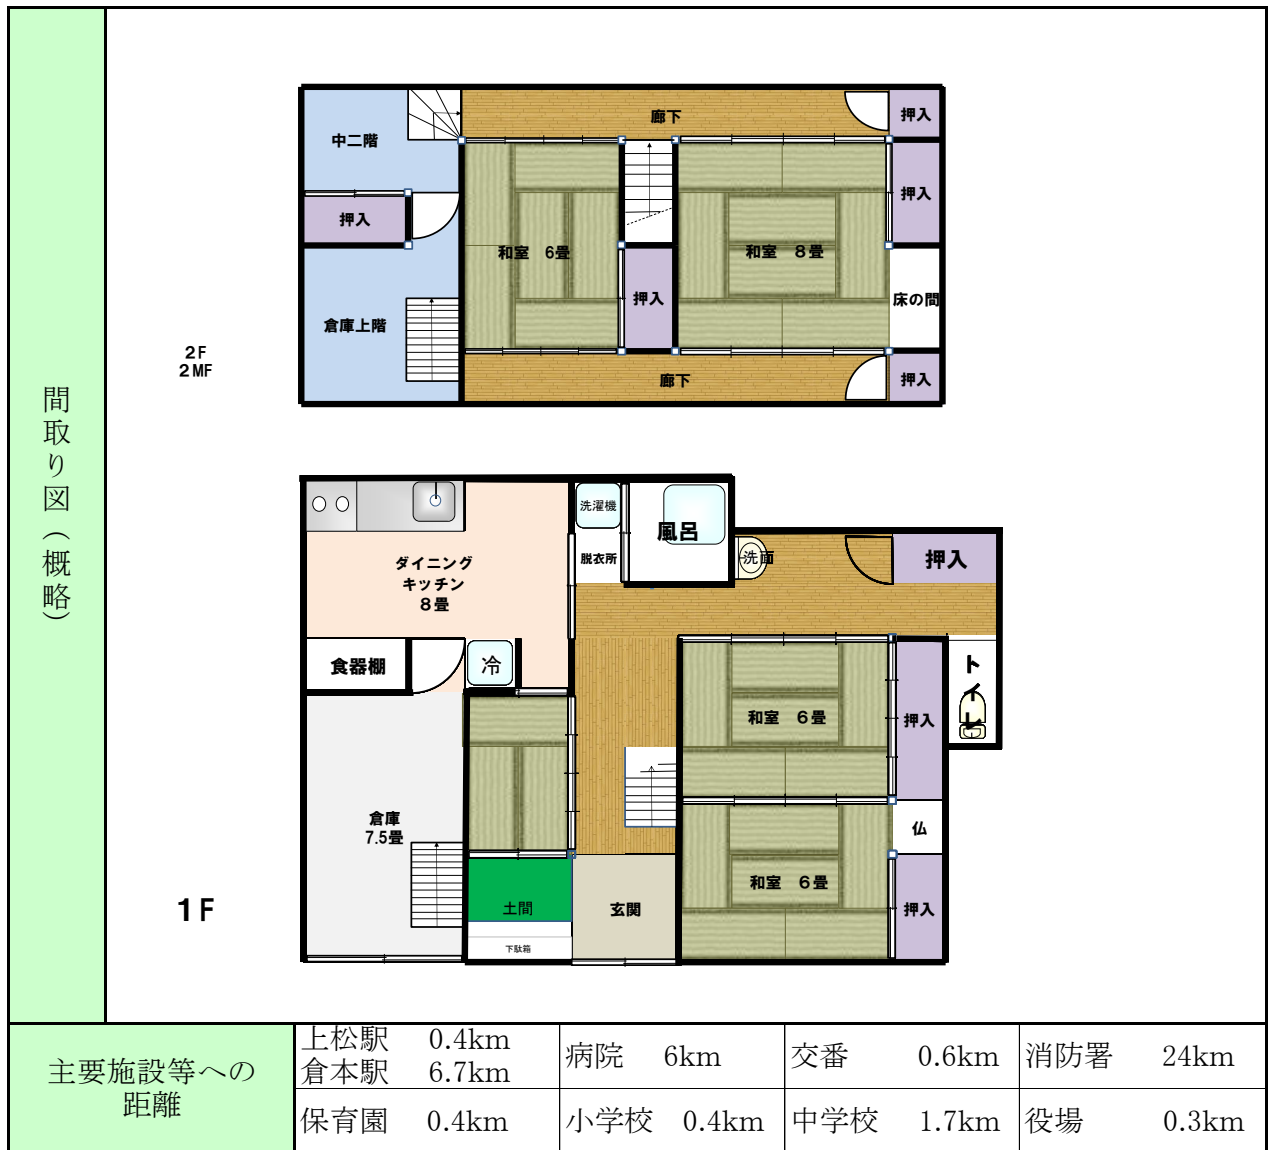 間取り図（概略）
2F
2MF
中二階
押入
倉庫上階
廊下
和室　6畳
押入
和室　８畳
押入
押入
床の間
廊下
押入
1F
ダイニング
キッチン
８畳
食器棚
冷
洗濯機
脱衣所
風呂
洗面
押入
トイレ
和室　６畳
押入
仏
和室　６畳
押入
倉庫
7.5畳
土間
下駄箱
玄関
主要施設等への
距離
上松駅　0.4km
倉本駅　6.7km
病院　6km
交番　0.6km
消防署　24km
保育園　0.4km
小学校　0.4km
中学校　1.7km
役場　0.3km